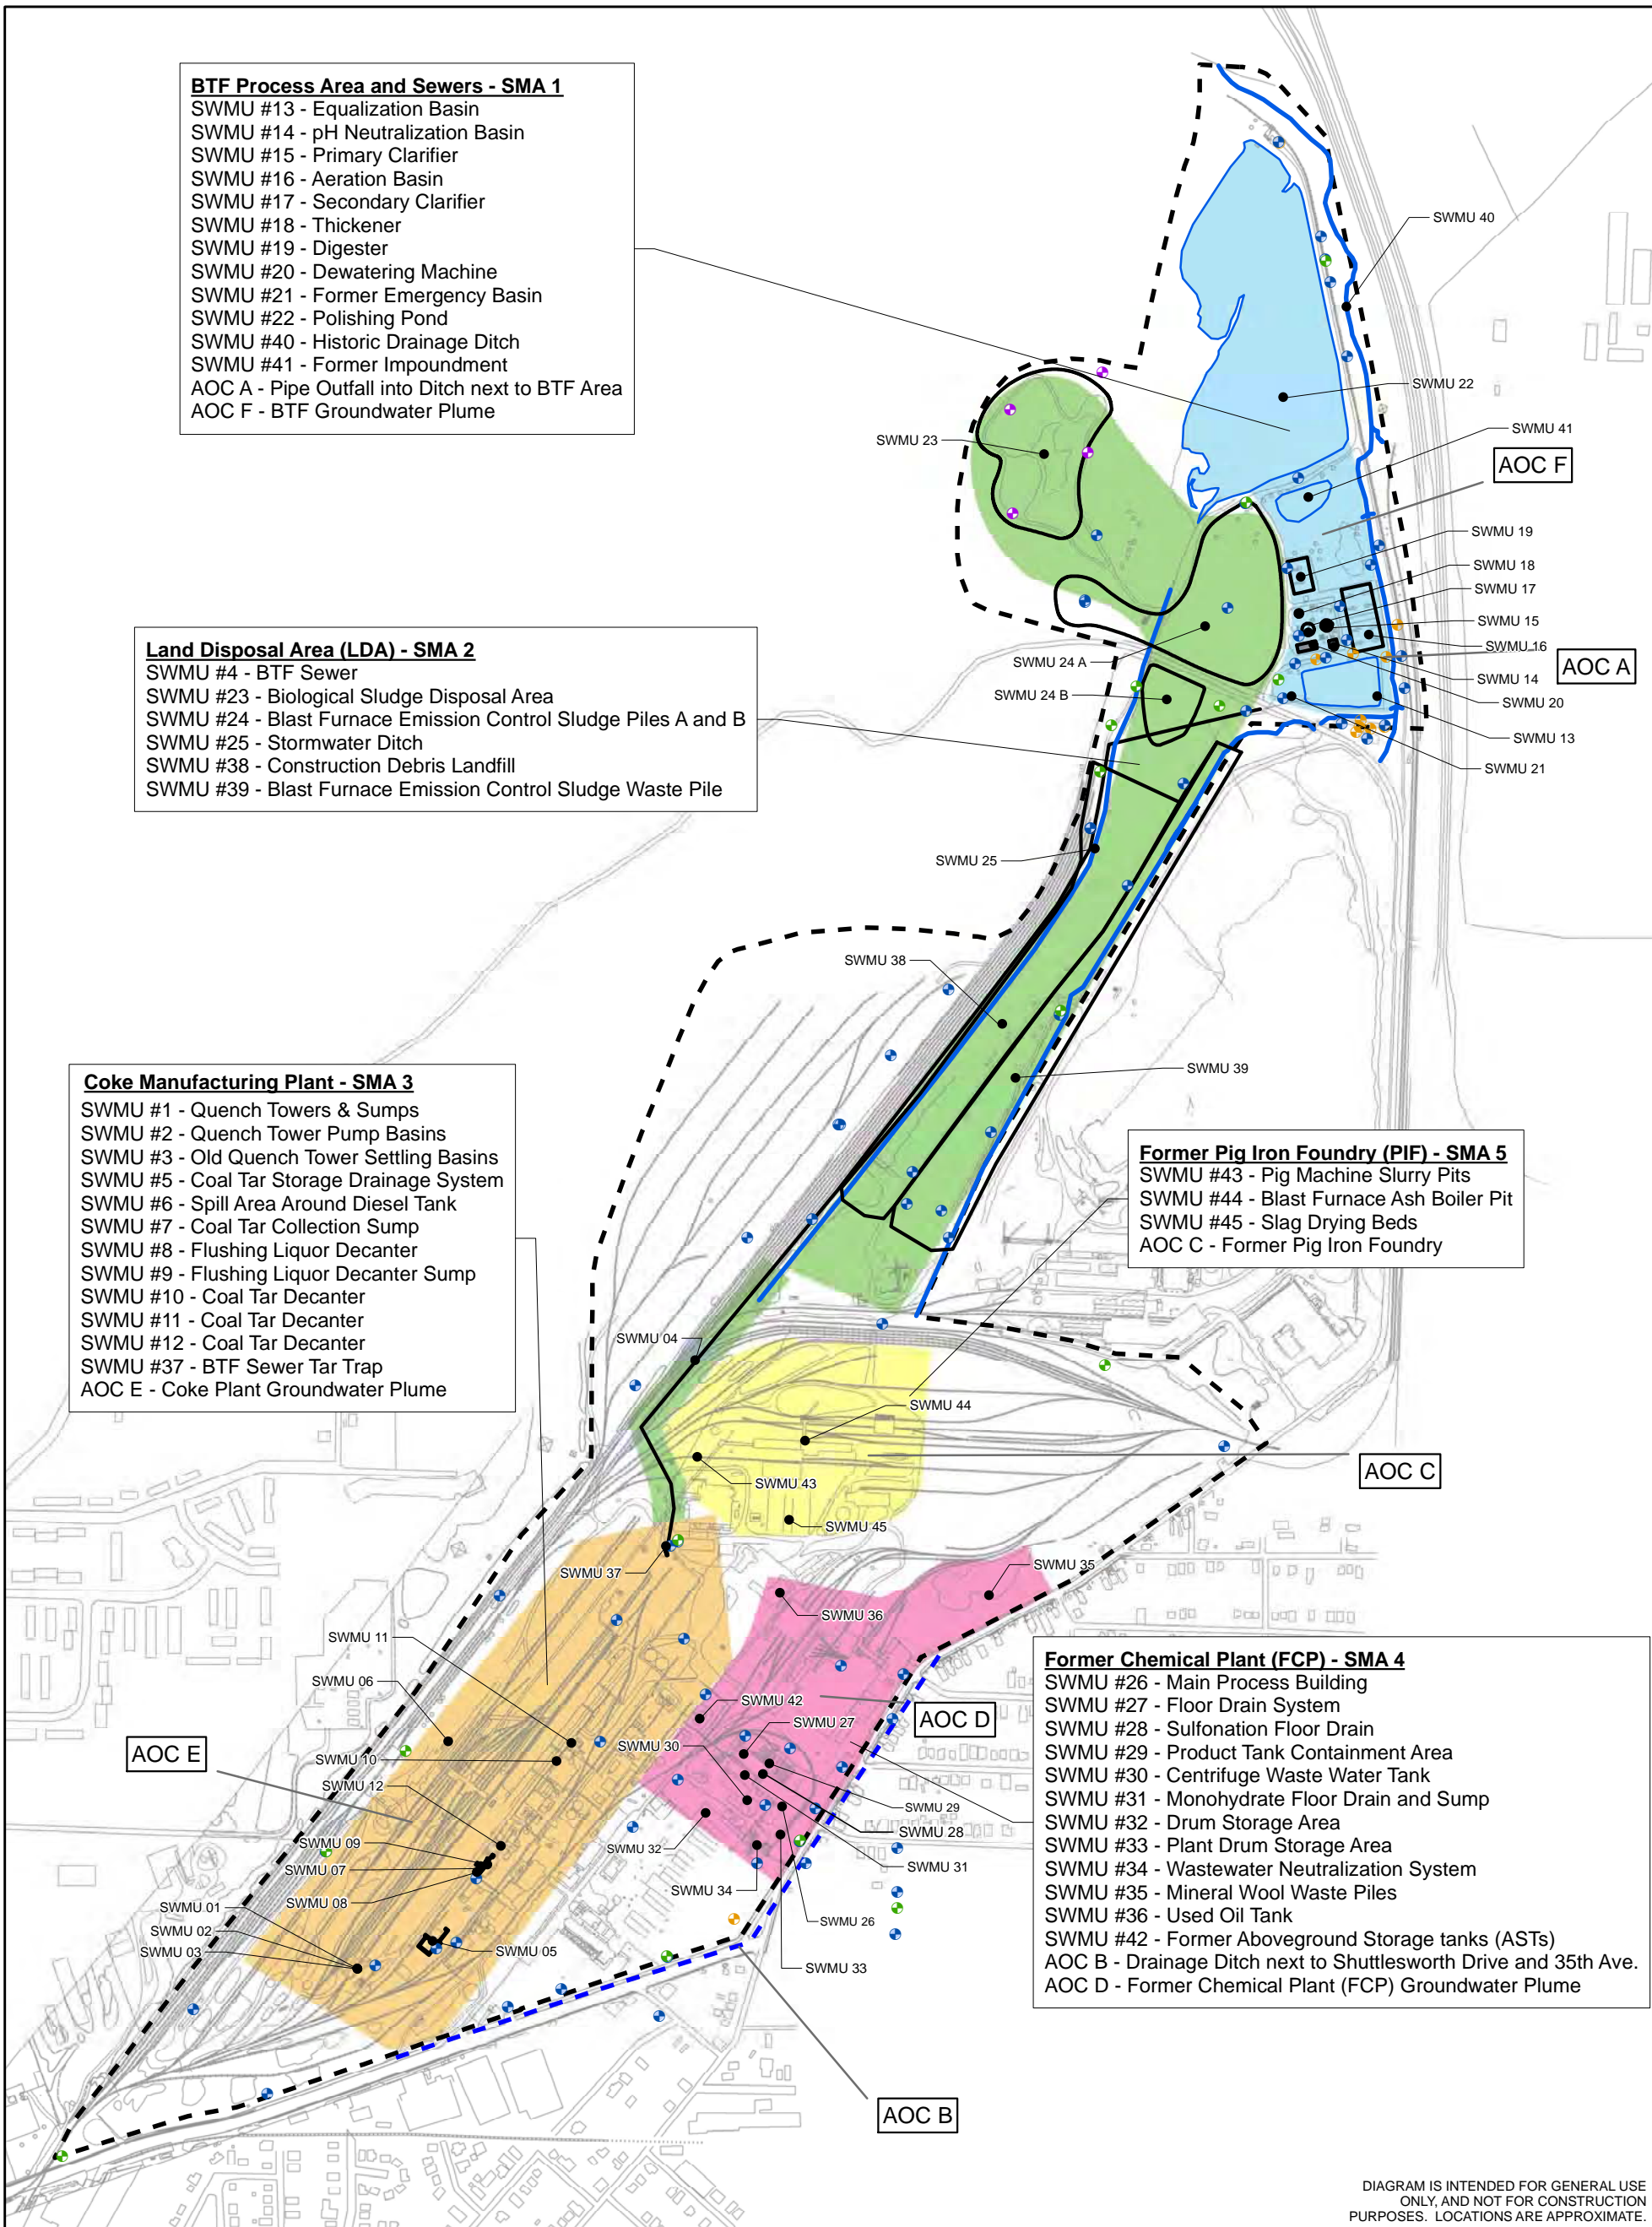 BTF Process Area and Sewers - SMA 1
SWMU #13 - Equalization Basin
SWMU #14 - pH Neutralization Basin
SWMU #15 - Primary Clarifier
SWMU #16 - Aeration Basin
SWMU #17 - Secondary Clarifier
SWMU #18 - Thickener
SWMU #19 - Digester
SWMU #20 - Dewatering Machine
SWMU #21 - Former Emergency Basin
SWMU #22 - Polishing Pond
SWMU #40 - Historic Drainage Ditch
SWMU #41 - Former Impoundment
AOC A - Pipe Outfall into Ditch next to BTF Area
AOC F - BTF Groundwater Plume
SWMU 40
SWMU 22
SWMU 23
SWMU 41
AOC F
SWMU 19
SWMU 18
SWMU 17
SWMU 15
SWMU 16
AOC A
SWMU 14
SWMU 20
SWMU 13
SWMU 21
Land Disposal Area (LDA) - SMA 2
SWMU #4 - BTF Sewer
SWMU #23 - Biological Sludge Disposal Area
SWMU #24 - Blast Furnace Emission Control Sludge Piles A and B
SWMU #25 - Stormwater Ditch
SWMU #38 - Construction Debris Landfill
SWMU #39 - Blast Furnace Emission Control Sludge Waste Pile
SWMU 24 A
SWMU 24 B
SWMU 25
SWMU 38
SWMU 39
Coke Manufacturing Plant - SMA 3
SWMU #1 - Quench Towers & Sumps
SWMU #2 - Quench Tower Pump Basins
SWMU #3 - Old Quench Tower Settling Basins
SWMU #5 - Coal Tar Storage Drainage System
SWMU #6 - Spill Area Around Diesel Tank
SWMU #7 - Coal Tar Collection Sump
SWMU #8 - Flushing Liquor Decanter
SWMU #9 - Flushing Liquor Decanter Sump
SWMU #10 - Coal Tar Decanter
SWMU #11 - Coal Tar Decanter
SWMU #12 - Coal Tar Decanter
SWMU #37 - BTF Sewer Tar Trap
AOC E - Coke Plant Groundwater Plume
Former Pig Iron Foundry (PIF) - SMA 5
SWMU #43 - Pig Machine Slurry Pits
SWMU #44 - Blast Furnace Ash Boiler Pit
SWMU #45 - Slag Drying Beds
AOC C - Former Pig Iron Foundry
SWMU 04
SWMU 44
AOC C
SWMU 43
SWMU 45
SWMU 37
SWMU 35
SWMU 36
SWMU 11
SWMU 06
SWMU 42
SWMU 27
AOC D
SWMU 30
AOC E
SWMU 10
SWMU 12
SWMU 29
SWMU 28
SWMU 09
SWMU 32
SWMU 07
SWMU 31
SWMU 34
SWMU 08
SWMU 01
SWMU 26
SWMU 02
SWMU 03
SWMU 05
SWMU 33
AOC B
Former Chemical Plant (FCP) - SMA 4
SWMU #26 - Main Process Building
SWMU #27 - Floor Drain System
SWMU #28 - Sulfonation Floor Drain
SWMU #29 - Product Tank Containment Area
SWMU #30 - Centrifuge Waste Water Tank
SWMU #31 - Monohydrate Floor Drain and Sump
SWMU #32 - Drum Storage Area
SWMU #33 - Plant Drum Storage Area
SWMU #34 - Wastewater Neutralization System
SWMU #35 - Mineral Wool Waste Piles
SWMU #36 - Used Oil Tank
SWMU #42 - Former Aboveground Storage tanks (ASTs)
AOC B - Drainage Ditch next to Shuttlesworth Drive and 35th Ave.
AOC D - Former Chemical Plant (FCP) Groundwater Plume
DIAGRAM IS INTENDED FOR GENERAL USE
ONLY, AND NOT FOR CONSTRUCTION
PURPOSES. LOCATIONS ARE APPROXIMATE.